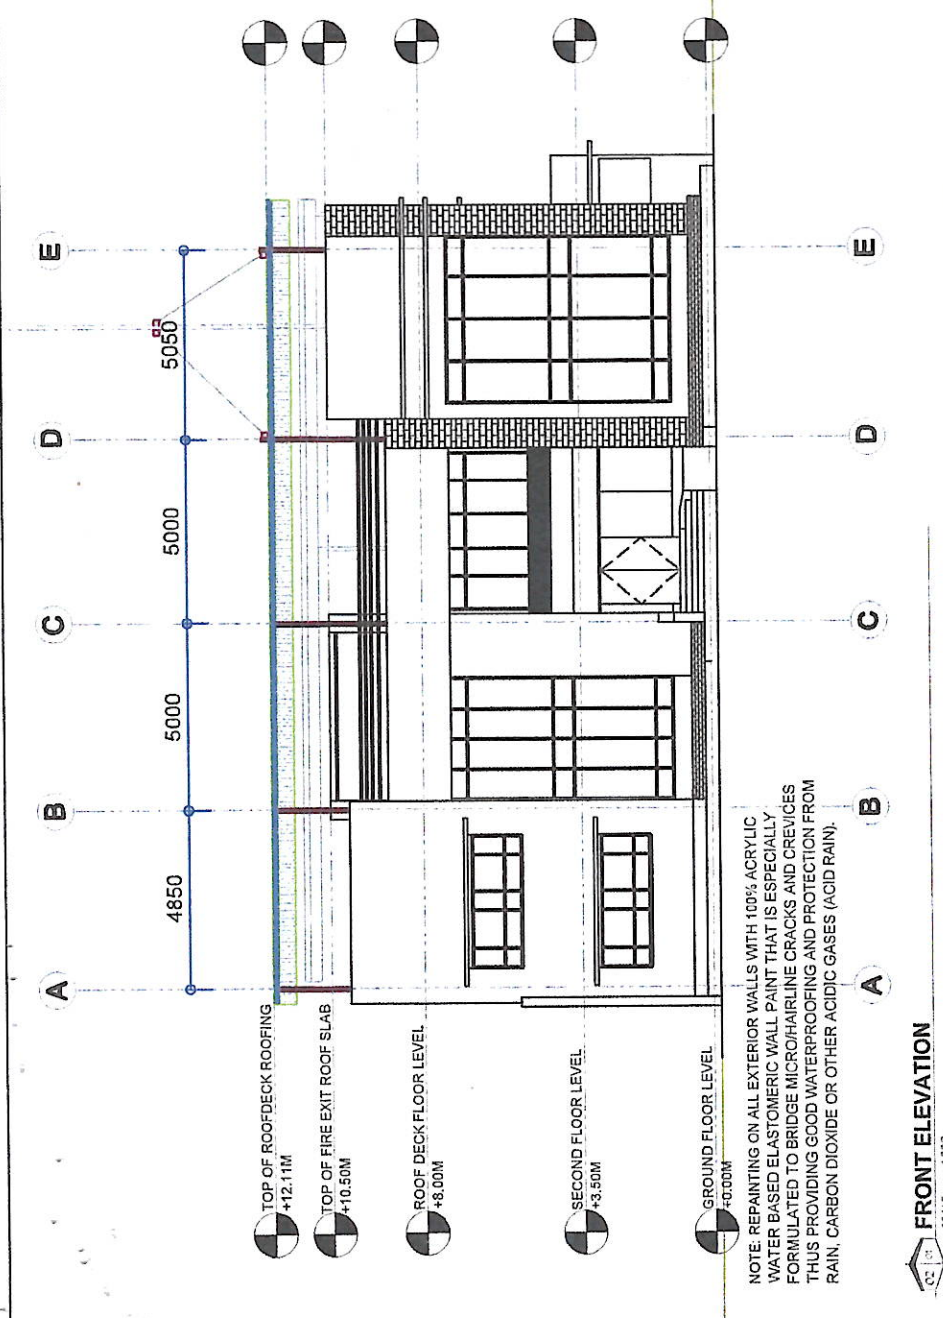 A
B
C
D
E
4850
5000
5000
5050
TOP OF ROOFDECK ROOFING
+12.11M
TOP OF FIRE EXIT ROOF SLAB
+10.50M
ROOF DECK FLOOR LEVEL
+8.00M
SECOND FLOOR LEVEL
+3.50M
GROUND FLOOR LEVEL
+0.00M
A
B
C
D
E
NOTE: REPAINTING ON ALL EXTERIOR WALLS WITH 100% ACRYLIC
WATER BASED ELASTOMERIC WALL PAINT THAT IS ESPECIALLY
FORMULATED TO BRIDGE MICRO/HAIRLINE CRACKS AND CREVICES
THUS PROVIDING GOOD WATERPROOFING AND PROTECTION FROM
RAIN, CARBON DIOXIDE OR OTHER ACIDIC GASES (ACID RAIN).
FRONT ELEVATION